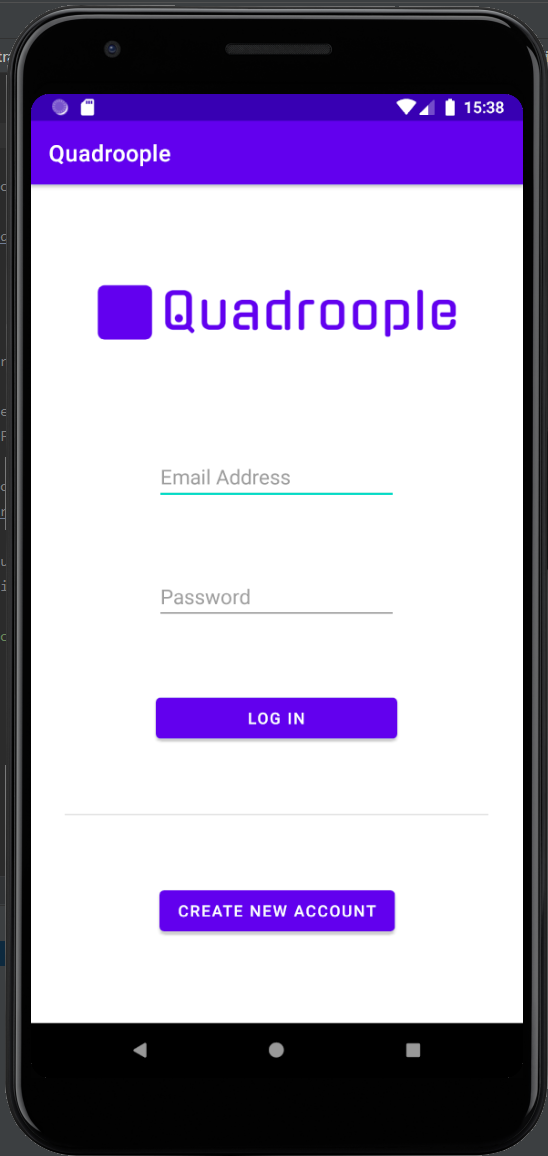 15:38
Quadroople
Quadroople
Email Address
Password
LOG IN
CREATE NEW ACCOUNT